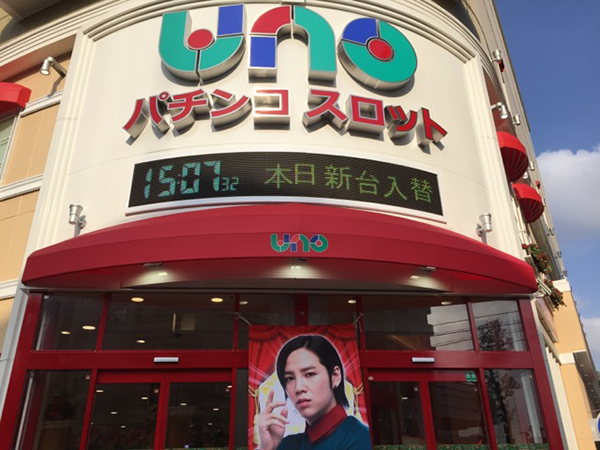 uno
パチンコ スロット
15:07 32 本日新台入替
uno